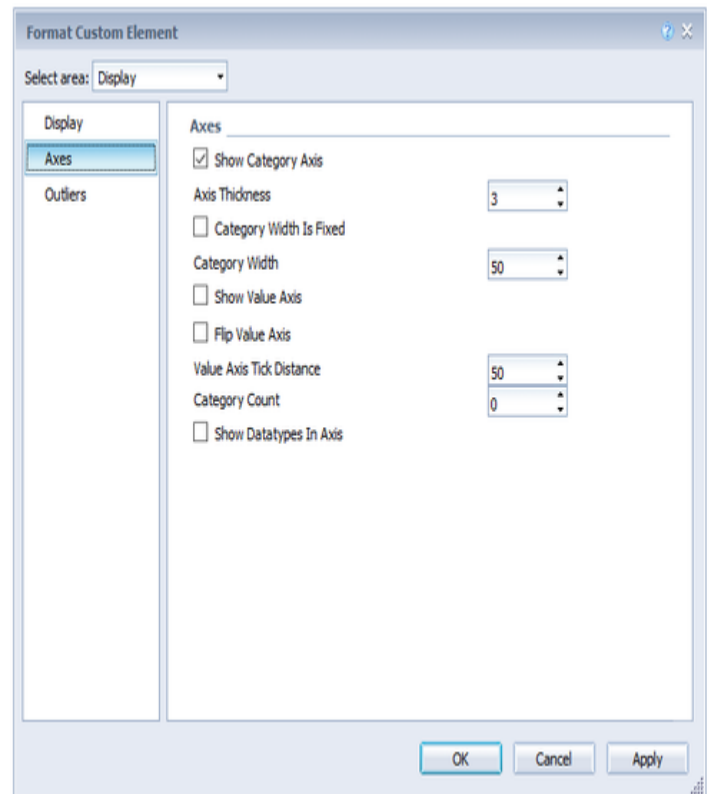 Format Custom Element
Select area: Display
Display
Axes
Outliers
Axes
Show Category Axis
Axis Thickness 3
Category Width Is Fixed
Category Width 50
Show Value Axis
Flip Value Axis
Value Axis Tick Distance 50
Category Count 0
Show Datatypes In Axis
OK Cancel Apply